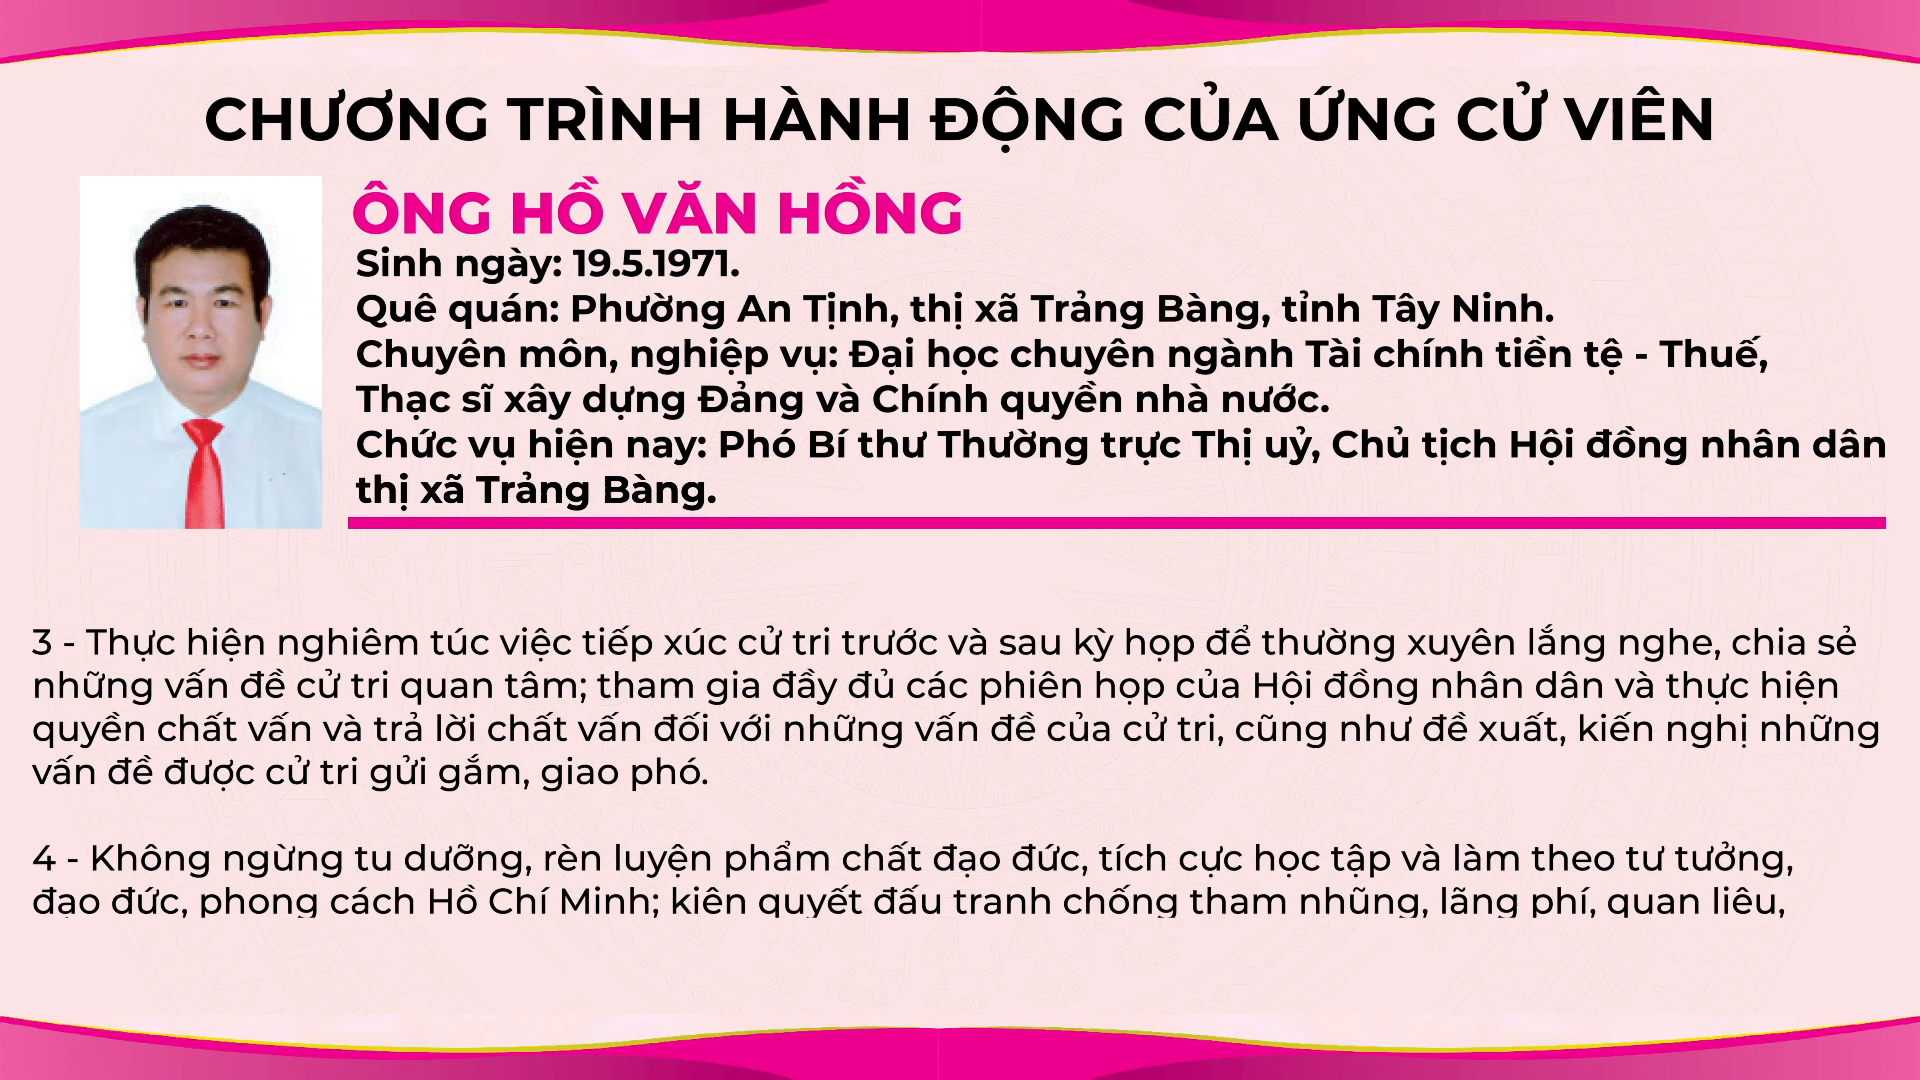 CHƯƠNG TRÌNH HÀNH ĐỘNG CỦA ỨNG CỬ VIÊN
ÔNG HỒ VĂN HỒNG
Sinh ngày: 19.5.1971.
Quê quán: Phường An Tịnh, thị xã Trảng Bàng, tỉnh Tây Ninh.
Chuyên môn, nghiệp vụ: Đại học chuyên ngành Tài chính tiền tệ - Thuế,
Thạc sĩ xây dựng Đảng và Chính quyền nhà nước.
Chức vụ hiện nay: Phó Bí thư Thường trực Thị uỷ, Chủ tịch Hội đồng nhân dân
thị xã Trảng Bàng.
3 - Thực hiện nghiêm túc việc tiếp xúc cử tri trước và sau kỳ họp để thường xuyên lắng nghe, chia sẻ
những vấn đề cử tri quan tâm; tham gia đầy đủ các phiên họp của Hội đồng nhân dân và thực hiện
quyền chất vấn và trả lời chất vấn đối với những vấn đề của cử tri, cũng như đề xuất, kiến nghị những
vấn đề được cử tri gửi gắm, giao phó.
4 - Không ngừng tu dưỡng, rèn luyện phẩm chất đạo đức, tích cực học tập và làm theo tư tưởng,
đạo đức, phong cách Hồ Chí Minh; kiên quyết đấu tranh chống tham nhũng, lãng phí, quan liêu,